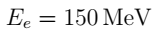 E_e = 150 MeV